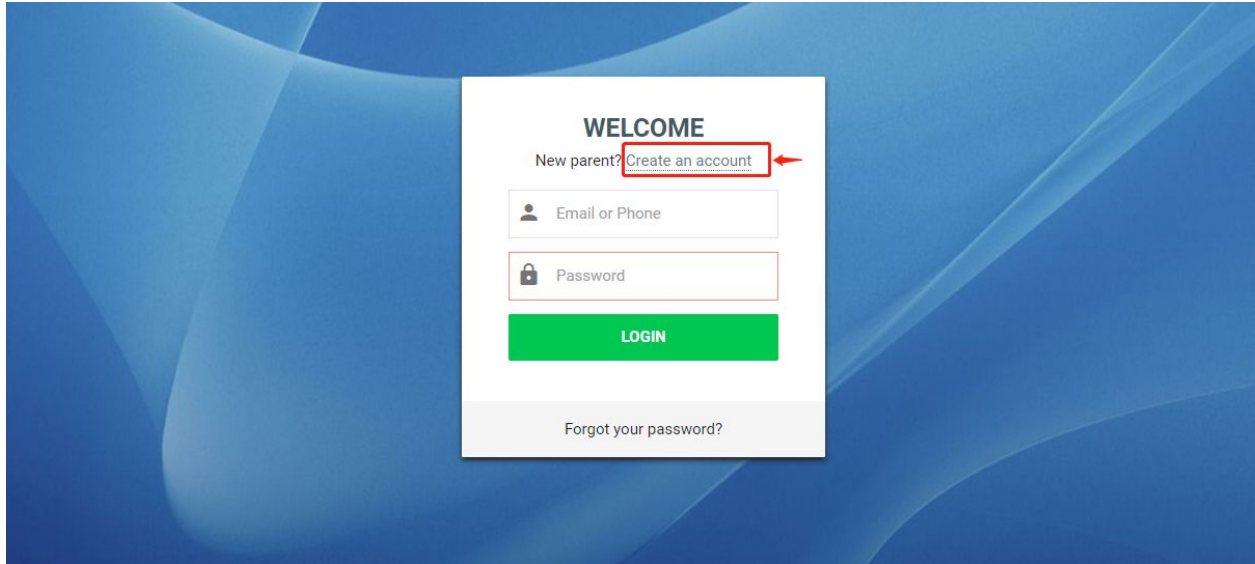 WELCOME
New parent? Create an account
Email or Phone
Password
LOGIN
Forgot your password?